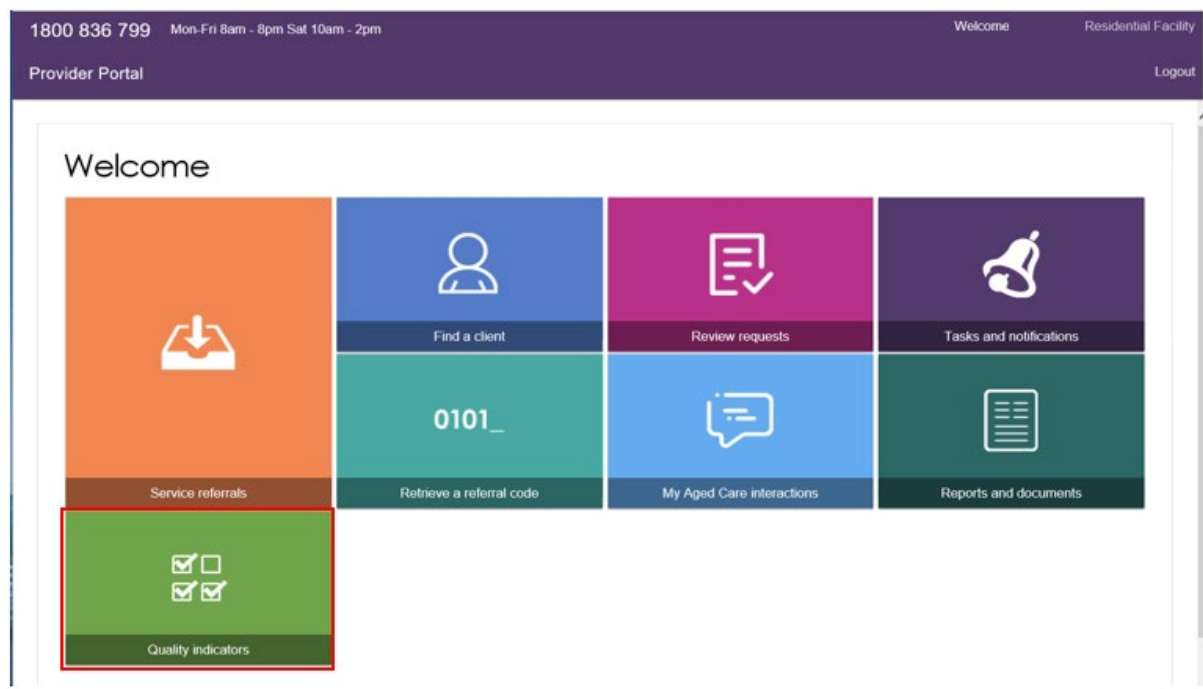 1800 836 799 Mon-Fri 8am - 8pm Sat 10am - 2pm Welcome Residential Facility
Provider Portal Logout
Welcome
Find a client Review requests Tasks and notifications
0101_
Service referrals Retrieve a referral code My Aged Care interactions Reports and documents
Quality indicators